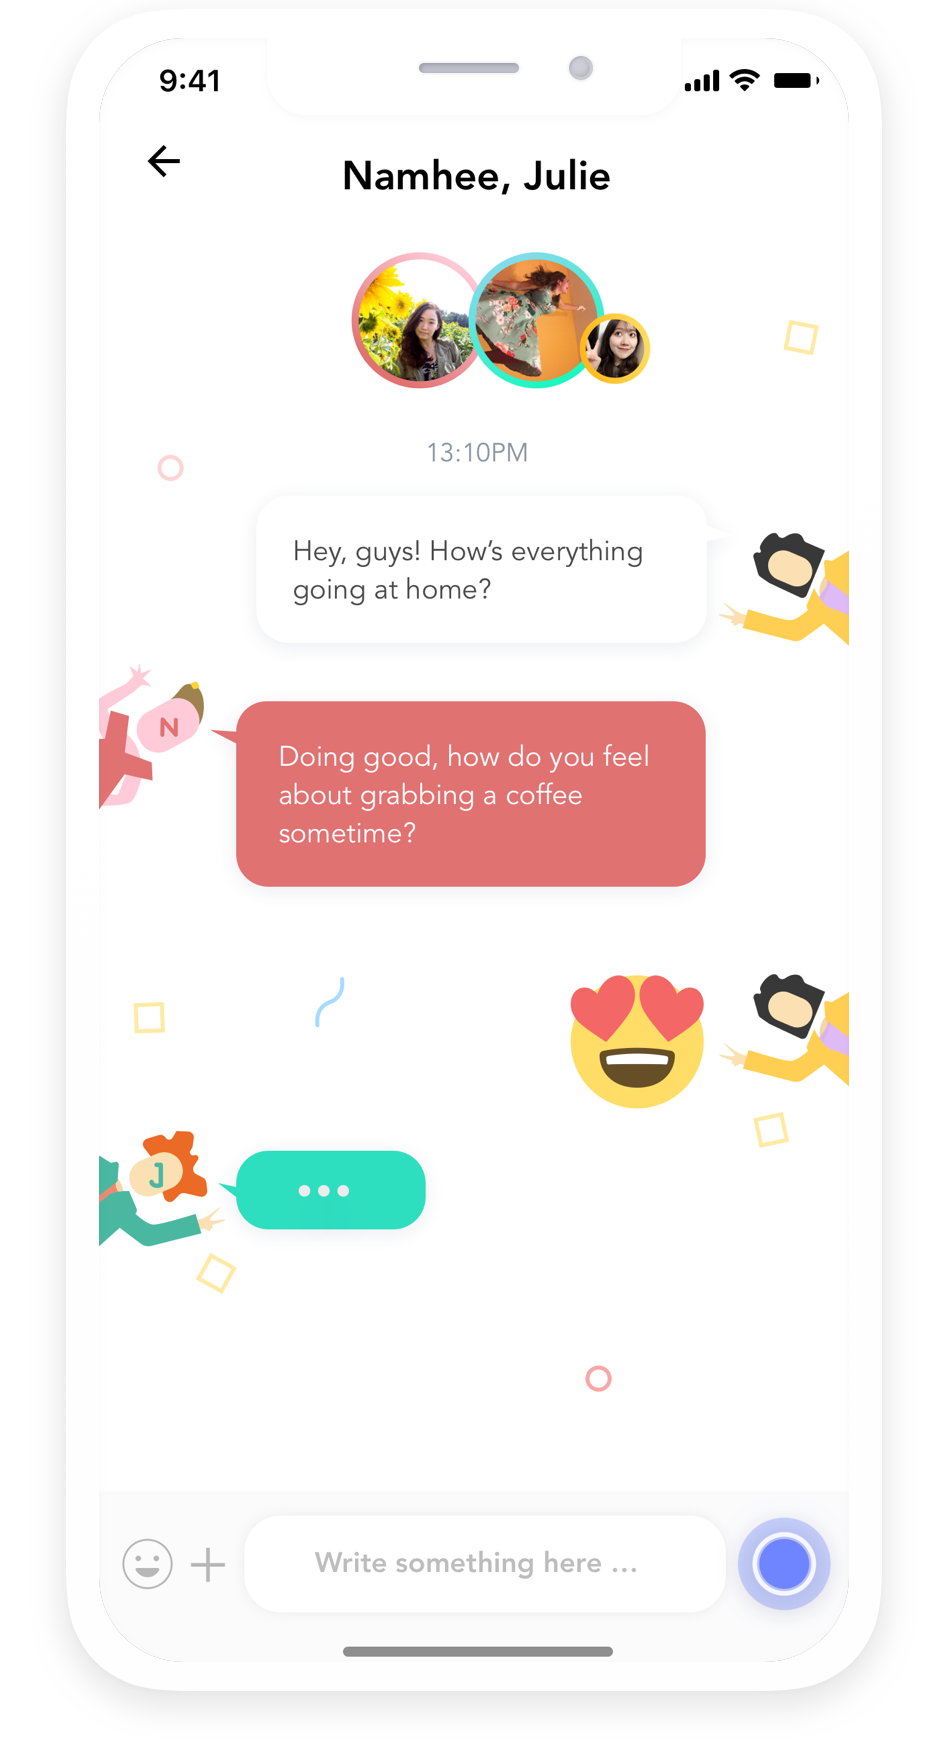 9:41
Namhee, Julie
13:10PM
Hey, guys! How’s everything
going at home?
N
Doing good, how do you feel
about grabbing a coffee
sometime?
J
Write something here ...